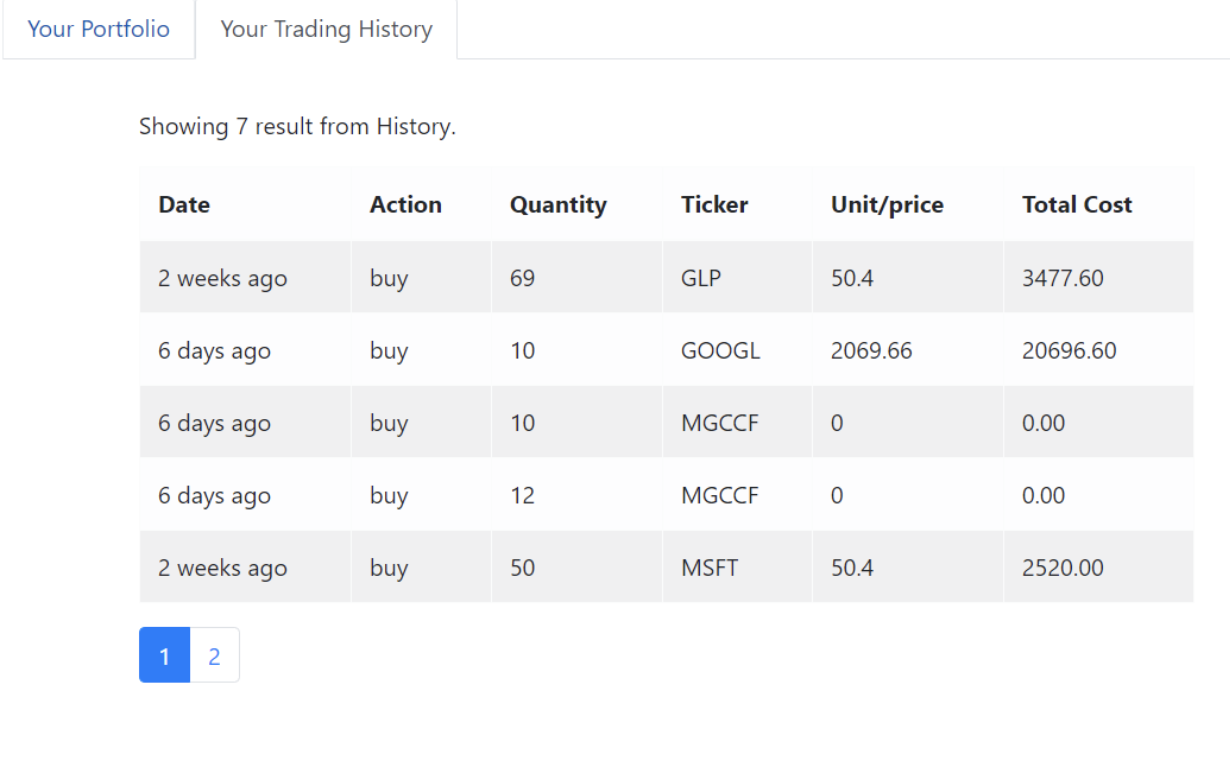 Your Portfolio Your Trading History
Showing 7 result from History.
Date Action Quantity Ticker Unit/price Total Cost
2 weeks ago buy 69 GLP 50.4 3477.60
6 days ago buy 10 GOOGL 2069.66 20696.60
6 days ago buy 10 MGCCF 0 0.00
6 days ago buy 12 MGCCF 0 0.00
2 weeks ago buy 50 MSFT 50.4 2520.00
1 2